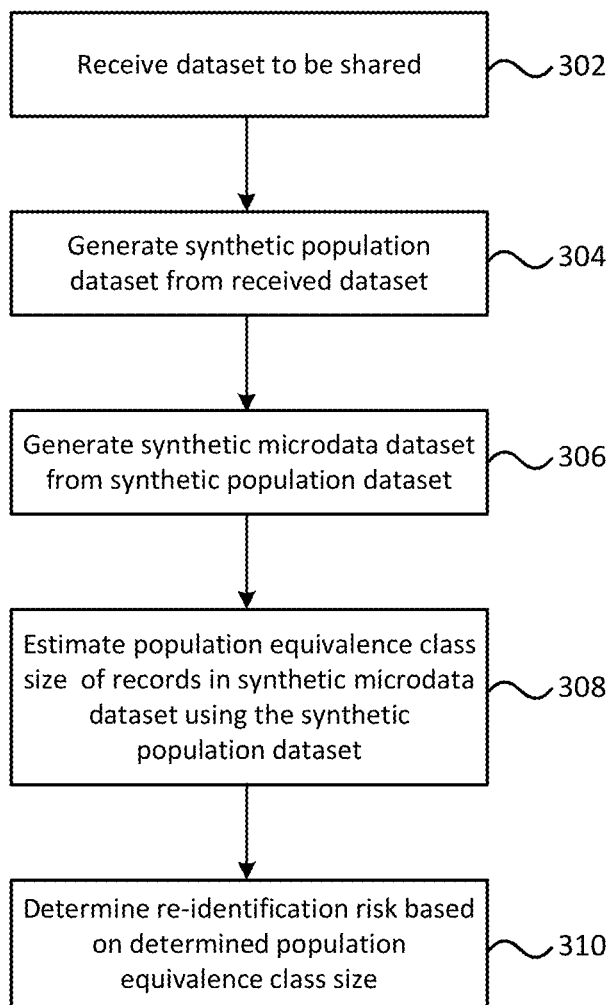 Receive dataset to be shared
302
Generate synthetic population
dataset from received dataset
304
Generate synthetic microdata dataset
from synthetic population dataset
306
Estimate population equivalence class
size of records in synthetic microdata
dataset using the synthetic
population dataset
308
Determine re-identification risk based
on determined population
equivalence class size
310